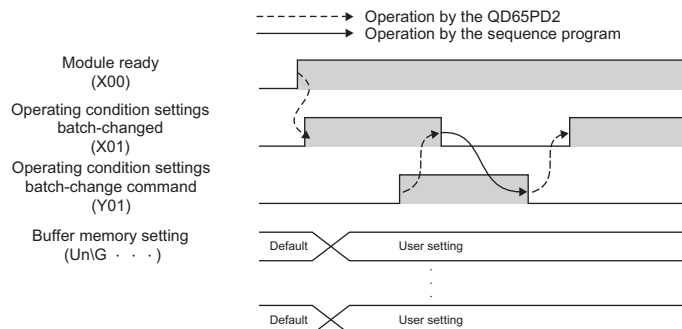 Operation by the QD65PD2
Operation by the sequence program
Module ready
(X00)
Operating condition settings
batch-changed
(X01)
Operating condition settings
batch-change command
(Y01)
Buffer memory setting
(Un\G · · · )
Default
User setting
·
·
·
Default
User setting